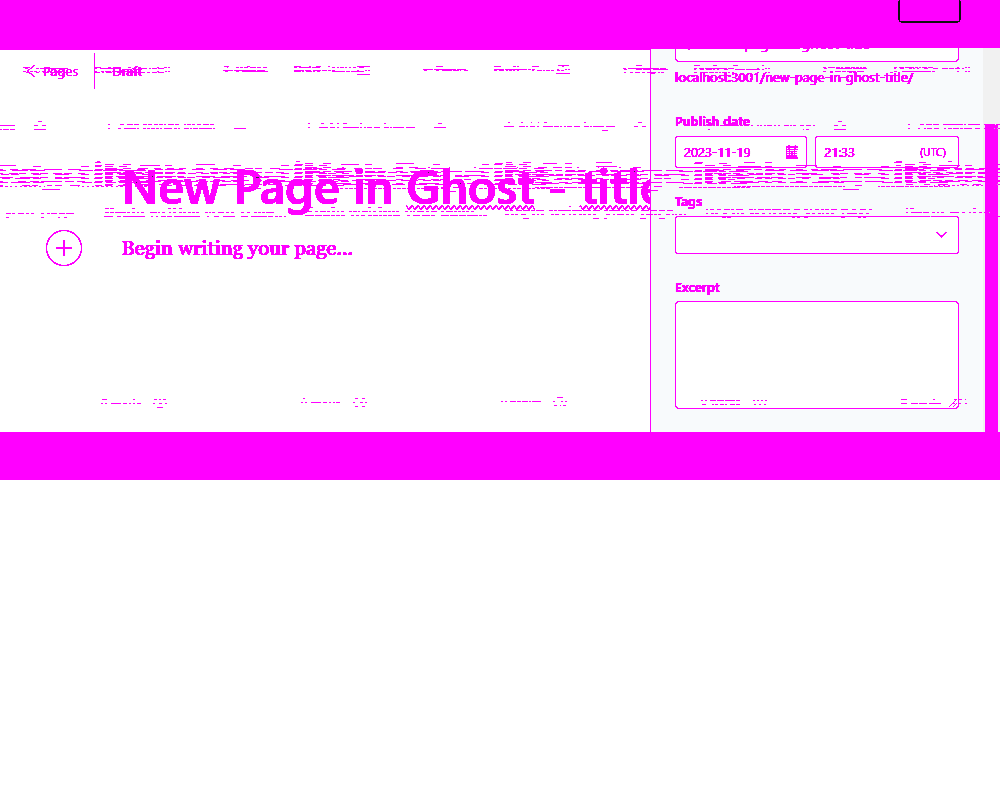 Pages
Draft
localhost:3001/new-page-in-ghost-title/
Publish date
2023-11-19
21:33
(UTC)
New Page in Ghost - title
Tags
Begin writing your page...
Excerpt